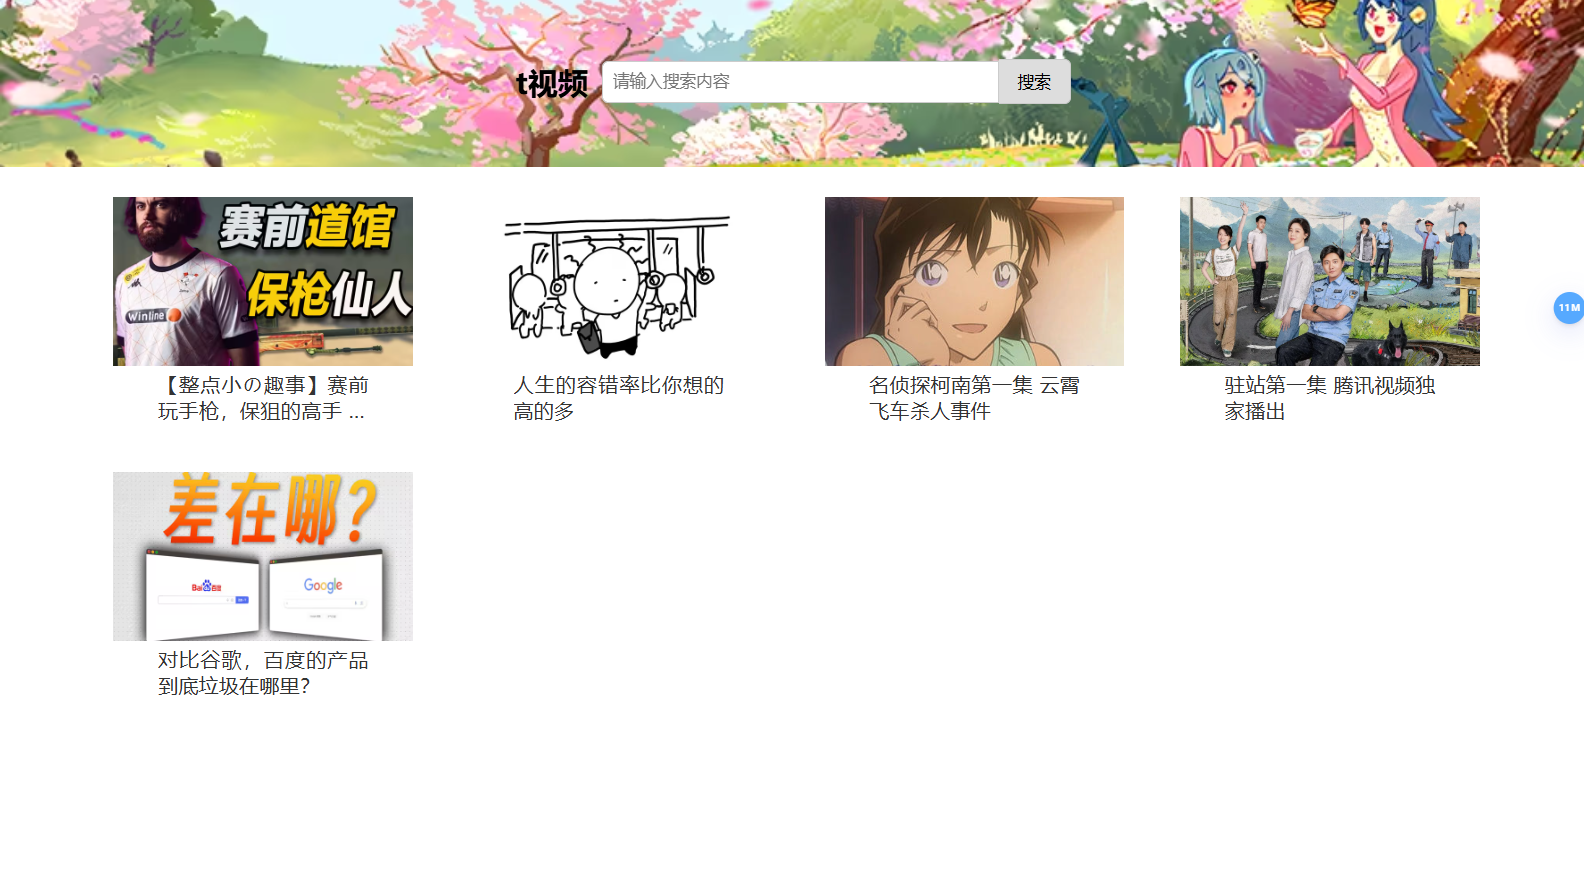 t视频
请输入搜索内容
搜索
赛前道馆
保枪仙人
Winline
【整点小の趣事】赛前
玩手枪，保狙的高手 ...
人生的容错率比你想的
高的多
名侦探柯南第一集 云霄
飞车杀人事件
驻站第一集 腾讯视频独
家播出
11M
差在哪？
Bai百度
Google
对比谷歌，百度的产品
到底垃圾在哪里？